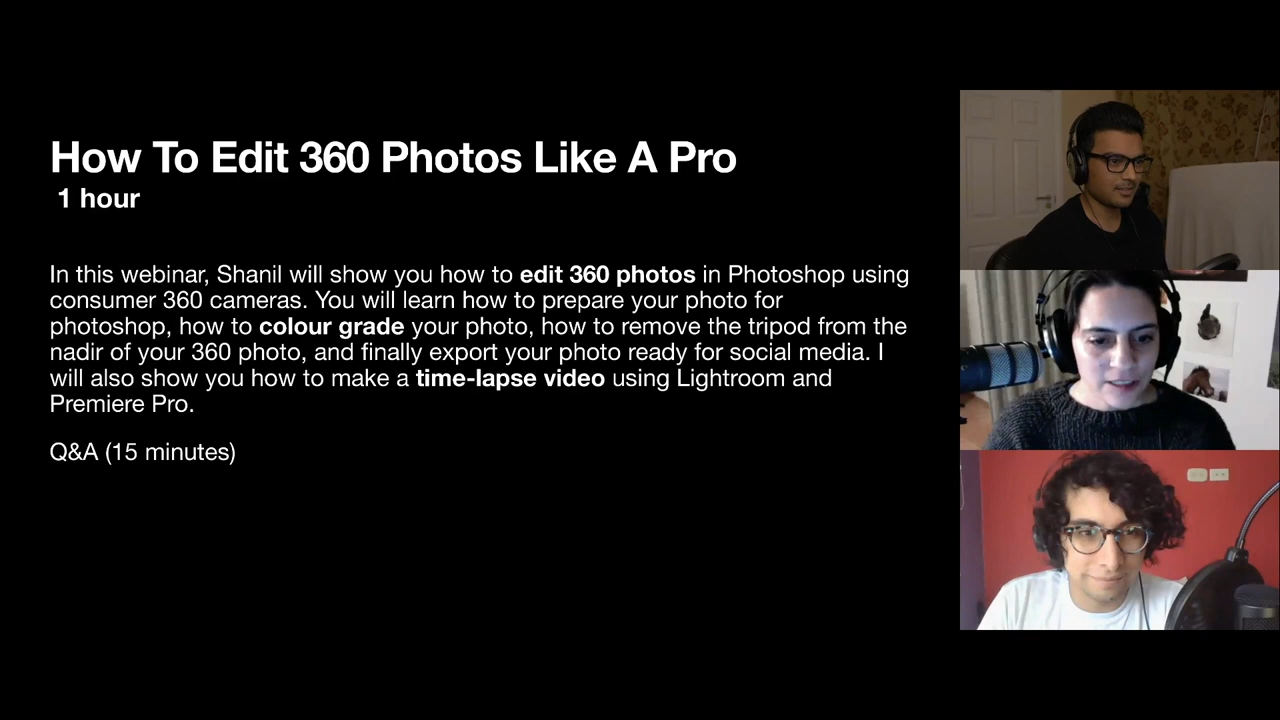 How To Edit 360 Photos Like A Pro
1 hour
In this webinar, Shanil will show you how to edit 360 photos in Photoshop using
consumer 360 cameras. You will learn how to prepare your photo for
photoshop, how to colour grade your photo, how to remove the tripod from the
nadir of your 360 photo, and finally export your photo ready for social media. I
will also show you how to make a time-lapse video using Lightroom and
Premiere Pro.
Q&A (15 minutes)